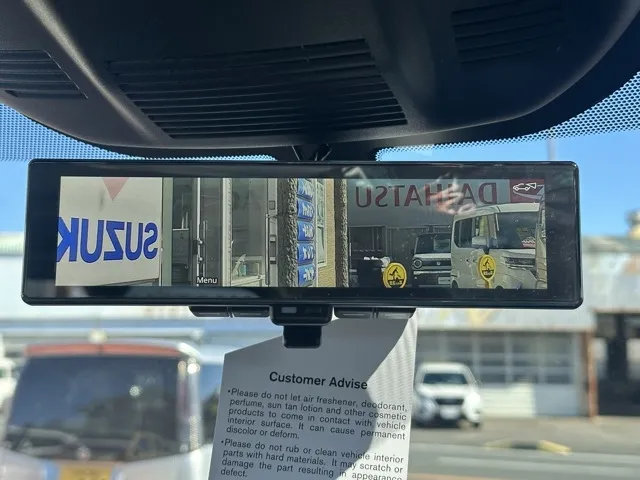 DAIHATSU
SUZUK
Menu
Customer Advise
•Please do not let air freshener, deodorant,
perfume, sun tan lotion and other cosmetic
products to come in contact with vehicle
interior surface. It can cause permanent
discolor or deform.
•Please do not rub or clean vehicle interior
parts with hard materials. It may scratch or
damage the part resulting in appearance
defect.